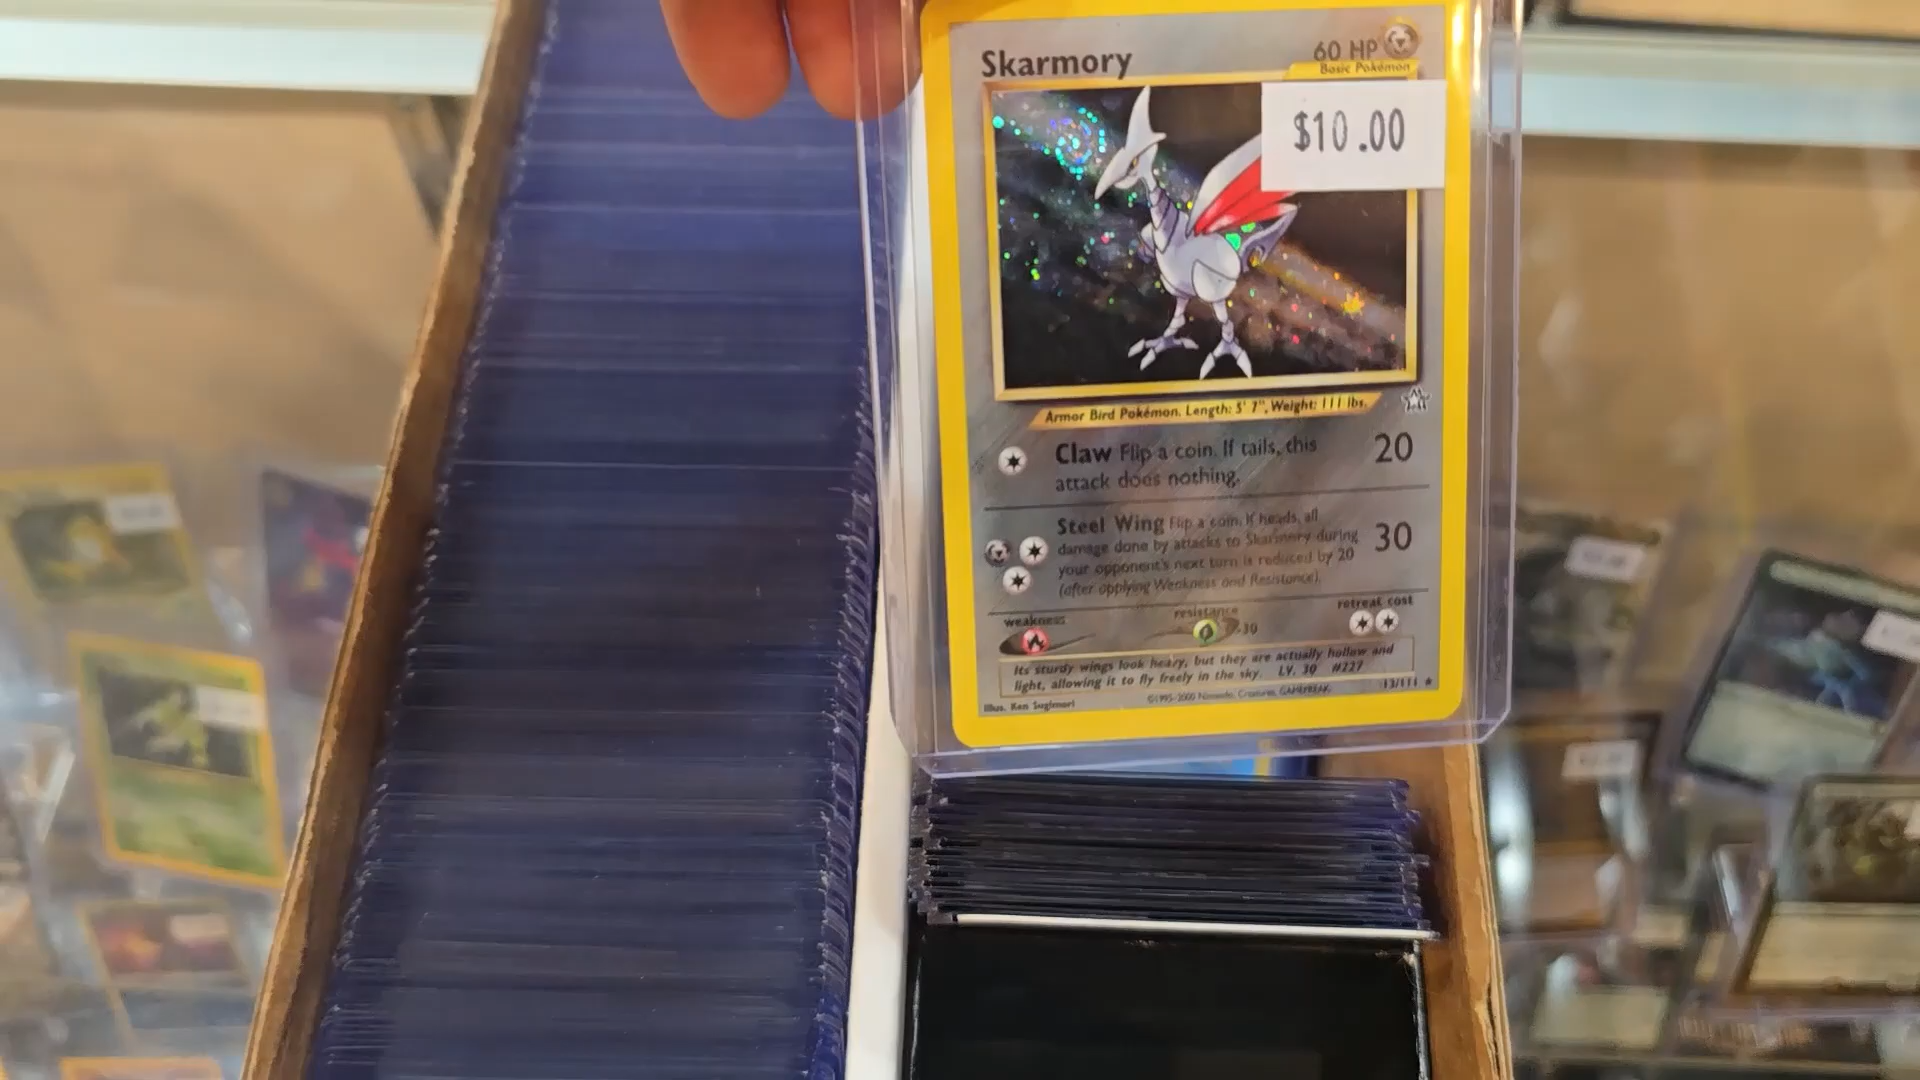 Skarmory
60 HP
Basic Pokémon
$10.00
Armor Bird Pokémon. Length: 5' 7", Weight: 111 lbs.
Claw Flip a coin. If tails, this
attack does nothing.
20
Steel Wing Flip a coin. If heads, all
damage done by attacks to Skarmory during
your opponent's next turn is reduced by 20
(after applying Weakness and Resistance).
30
weakness
resistance
-30
retreat cost
Its sturdy wings look heavy, but they are actually hollow and
light, allowing it to fly freely in the sky. LV. 30 #227
Illus. Ken Sugimori
©1995-2000 Nintendo, Creatures, GAMEFREAK.
13/111 ★